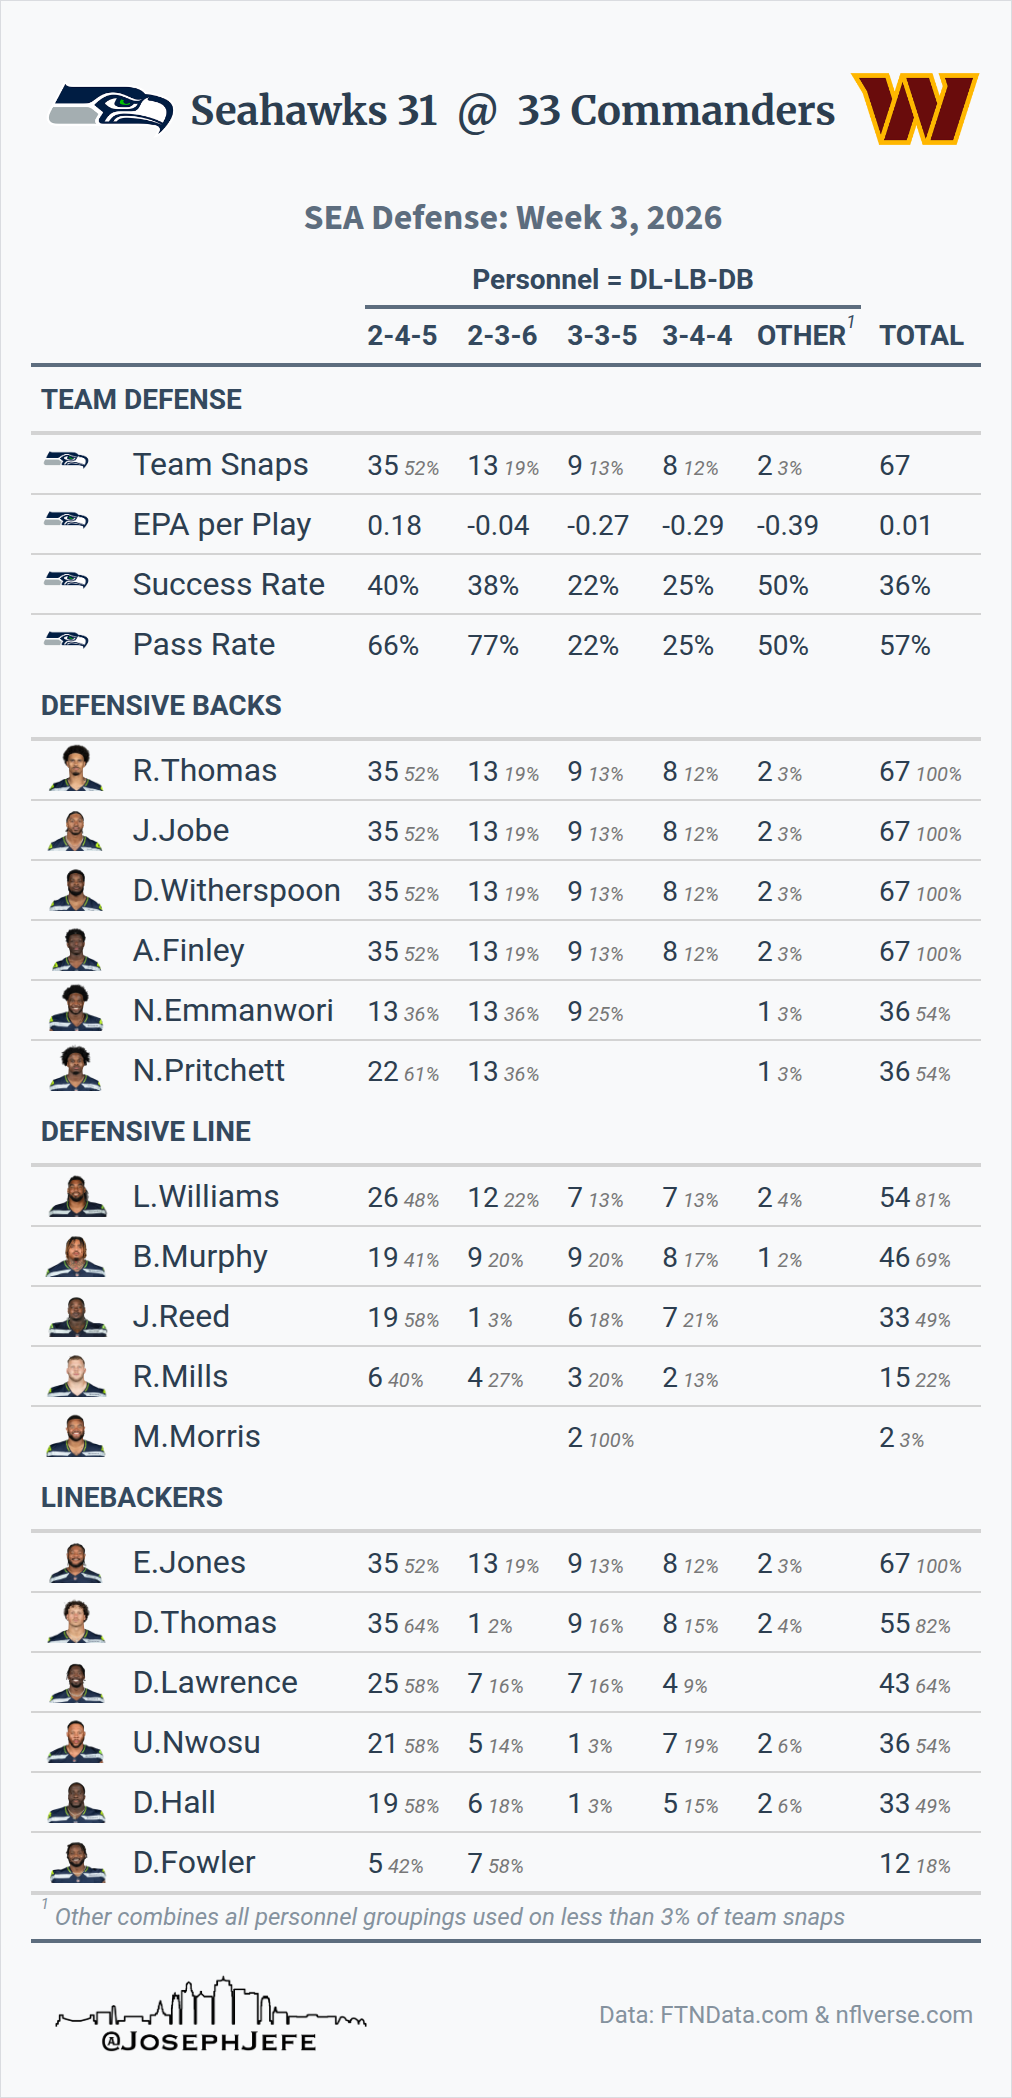 Seahawks 31 @ 33 Commanders
SEA Defense: Week 3, 2026
Personnel = DL-LB-DB
2-4-5 2-3-6 3-3-5 3-4-4 OTHER1 TOTAL
TEAM DEFENSE
Team Snaps 35 52% 13 19% 9 13% 8 12% 2 3% 67
EPA per Play 0.18 -0.04 -0.27 -0.29 -0.39 0.01
Success Rate 40% 38% 22% 25% 50% 36%
Pass Rate 66% 77% 22% 25% 50% 57%
DEFENSIVE BACKS
R.Thomas 35 52% 13 19% 9 13% 8 12% 2 3% 67 100%
J.Jobe 35 52% 13 19% 9 13% 8 12% 2 3% 67 100%
D.Witherspoon 35 52% 13 19% 9 13% 8 12% 2 3% 67 100%
A.Finley 35 52% 13 19% 9 13% 8 12% 2 3% 67 100%
N.Emmanwori 13 36% 13 36% 9 25% 1 3% 36 54%
N.Pritchett 22 61% 13 36% 1 3% 36 54%
DEFENSIVE LINE
L.Williams 26 48% 12 22% 7 13% 7 13% 2 4% 54 81%
B.Murphy 19 41% 9 20% 9 20% 8 17% 1 2% 46 69%
J.Reed 19 58% 1 3% 6 18% 7 21% 33 49%
R.Mills 6 40% 4 27% 3 20% 2 13% 15 22%
M.Morris 2 100% 2 3%
LINEBACKERS
E.Jones 35 52% 13 19% 9 13% 8 12% 2 3% 67 100%
D.Thomas 35 64% 1 2% 9 16% 8 15% 2 4% 55 82%
D.Lawrence 25 58% 7 16% 7 16% 4 9% 43 64%
U.Nwosu 21 58% 5 14% 1 3% 7 19% 2 6% 36 54%
D.Hall 19 58% 6 18% 1 3% 5 15% 2 6% 33 49%
D.Fowler 5 42% 7 58% 12 18%
1 Other combines all personnel groupings used on less than 3% of team snaps
@JosephJefe
Data: FTNData.com & nflverse.com